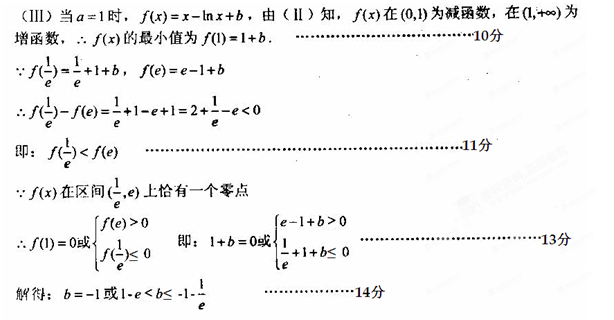 (Ⅲ)当 a=1时, f(x)=x-ln x+b, 由(Ⅱ)知, f(x)在(0,1)为减函数, 在(1,+∞)为
增函数, ∴ f(x)的最小值为 f(1)=1+b. ……………………………10分
∵ f(1/e)=1/e+1+b, f(e)=e-1+b
∴ f(1/e)-f(e)=1/e+1-e+1=2+1/e-e<0
即: f(1/e)<f(e) ……………………………11分
∵ f(x)在区间(1/e,e)上恰有一个零点
∴ f(1)=0或{f(e)>0, f(1/e)≤0 即: 1+b=0或{e-1+b>0, 1/e+1+b≤0 ……………………………13分
解得: b=-1或1-e<b≤-1-1/e ………………14分